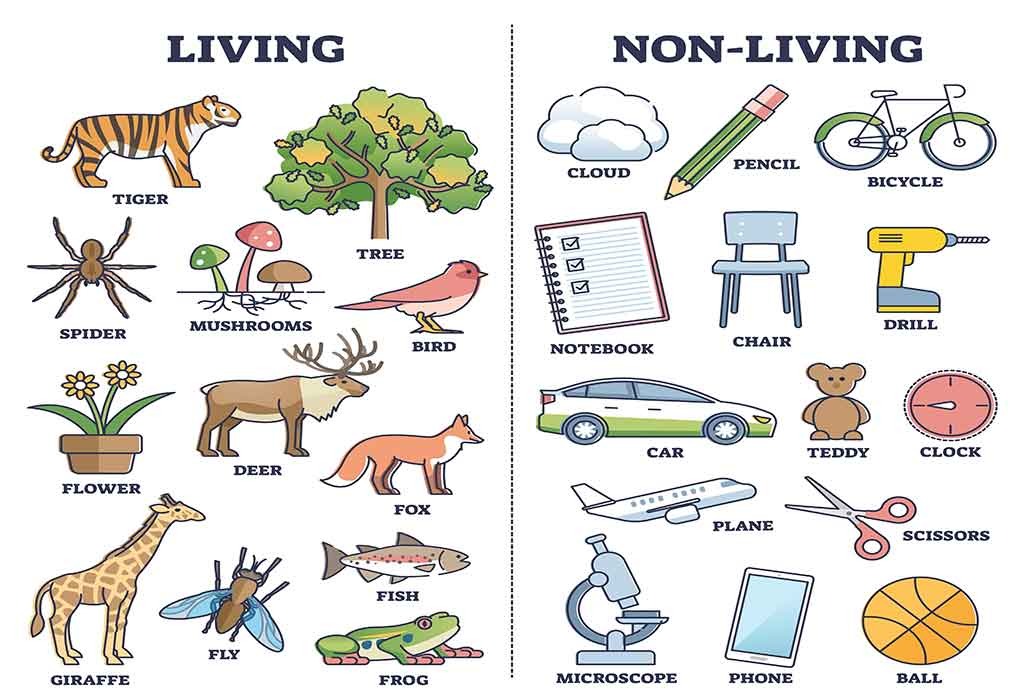 LIVING
TIGER
TREE
SPIDER
MUSHROOMS
BIRD
FLOWER
DEER
FOX
GIRAFFE
FLY
FISH
FROG
NON-LIVING
CLOUD
PENCIL
BICYCLE
NOTEBOOK
CHAIR
DRILL
CAR
TEDDY
CLOCK
PLANE
SCISSORS
MICROSCOPE
PHONE
BALL